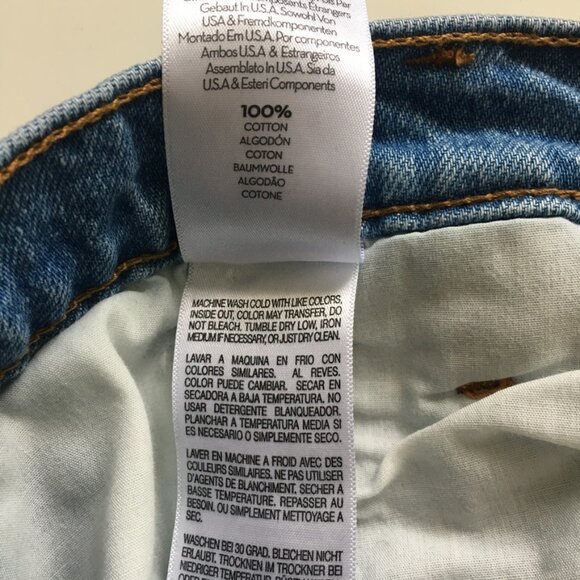 Gebaut In U.S.A. Sowohl Von
USA & Fremdkomponenten
Montado Em U.S.A. Por componentes
Ambos U.S.A & Estrangeiros
Assemblato In U.S.A. Sia da
U.S.A & Esteri Components
100%
COTTON
ALGODÓN
COTON
BAUMWOLLE
ALGODÃO
COTONE
MACHINE WASH COLD WITH LIKE COLORS,
INSIDE OUT, COLOR MAY TRANSFER, DO
NOT BLEACH. TUMBLE DRY LOW, IRON
MEDIUM IF NECESSARY, OR JUST DRY CLEAN.
LAVAR A MAQUINA EN FRIO CON
COLORES SIMILARES. AL REVES.
COLOR PUEDE CAMBIAR. SECAR EN
SECADORA A BAJA TEMPERATURA. NO
USAR DETERGENTE BLANQUEADOR.
PLANCHAR A TEMPERATURA MEDIA SI
ES NECESARIO O SIMPLEMENTE SECO.
LAVER EN MACHINE A FROID AVEC DES
COULEURS SIMILAIRES. NE PAS UTILISER
D'AGENTS DE BLANCHIMENT. SECHER A
BASSE TEMPERATURE. REPASSER AU
BESOIN. OU SIMPLEMENT METTOYAGE A
SEC.
WASCHEN BEI 30 GRAD. BLEICHEN NICHT
ERLAUBT. TROCKNEN IM TROCKNER BEI
NIEDRIGER TEMPERATUR